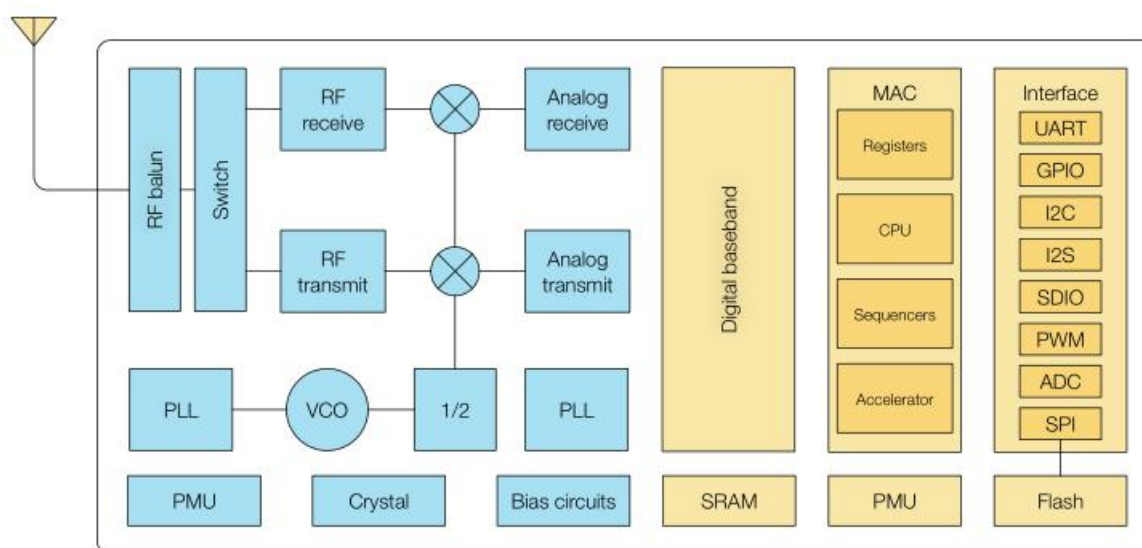 RF balun
Switch
RF
receive
Analog
receive
RF
transmit
Analog
transmit
PLL
VCO
1/2
PLL
PMU
Crystal
Bias circuits
Digital baseband
SRAM
MAC
Registers
CPU
Sequencers
Accelerator
PMU
Interface
UART
GPIO
I2C
I2S
SDIO
PWM
ADC
SPI
Flash